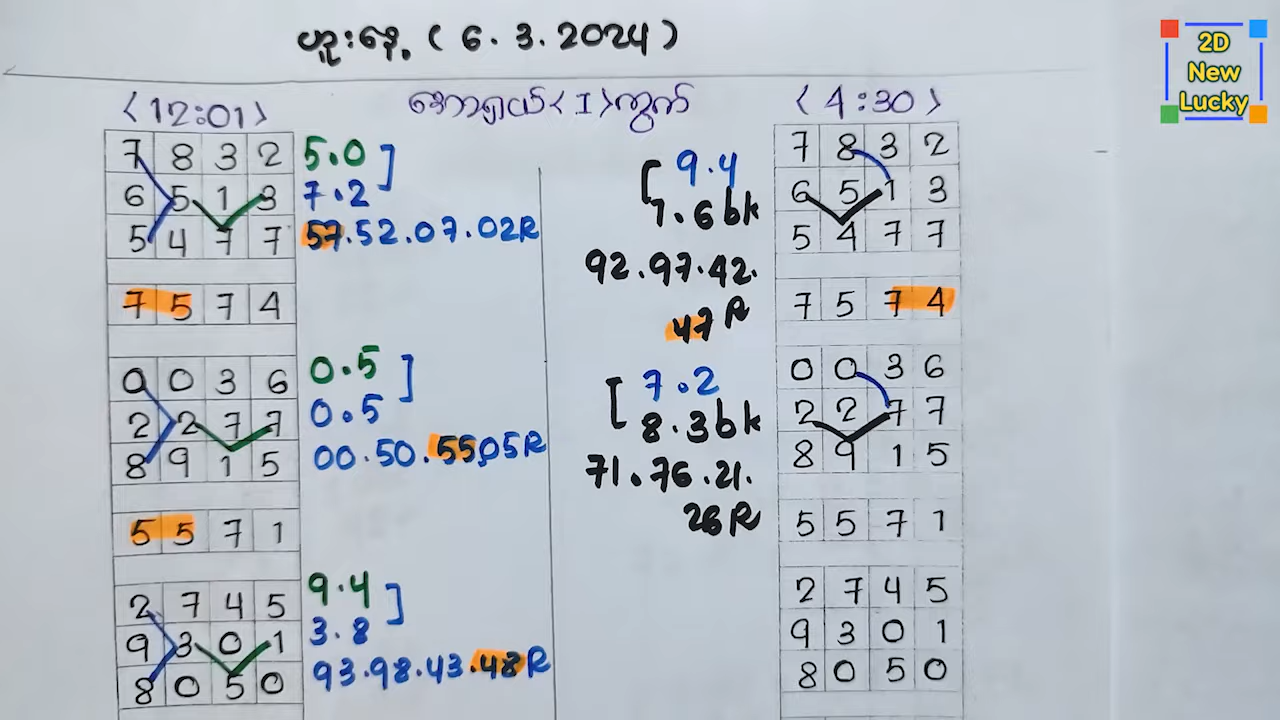 ဟူးနေ့ ( 6 . 3 . 2024 )
2D
New
Lucky
〈 12:01 〉
〈 I 〉ကွက်
〈 4:30 〉
7 8 3 2
6 5 1 3
5 4 7 7
7 5 7 4
0 0 3 6
2 2 7 7
8 9 1 5
5 5 7 1
2 7 4 5
9 3 0 1
8 0 5 0
5.0 ]
7.2
57.52.07.02R
0.5 ]
0.5
00.50.55.05R
9.4 ]
3.8
93.98.43.48R
[ 9.4
1.6bk
92.97.42.
47R
[ 7.2
8.3bk
71.76.21.
26R
7 8 3 2
6 5 1 3
5 4 7 7
7 5 7 4
0 0 3 6
2 2 7 7
8 9 1 5
5 5 7 1
2 7 4 5
9 3 0 1
8 0 5 0